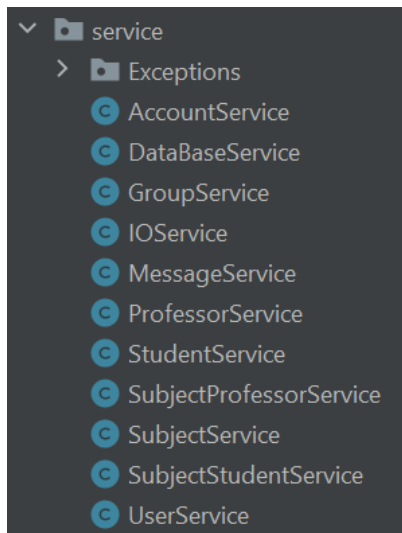 service
Exceptions
C AccountService
C DataBaseService
C GroupService
C IOService
C MessageService
C ProfessorService
C StudentService
C SubjectProfessorService
C SubjectService
C SubjectStudentService
C UserService